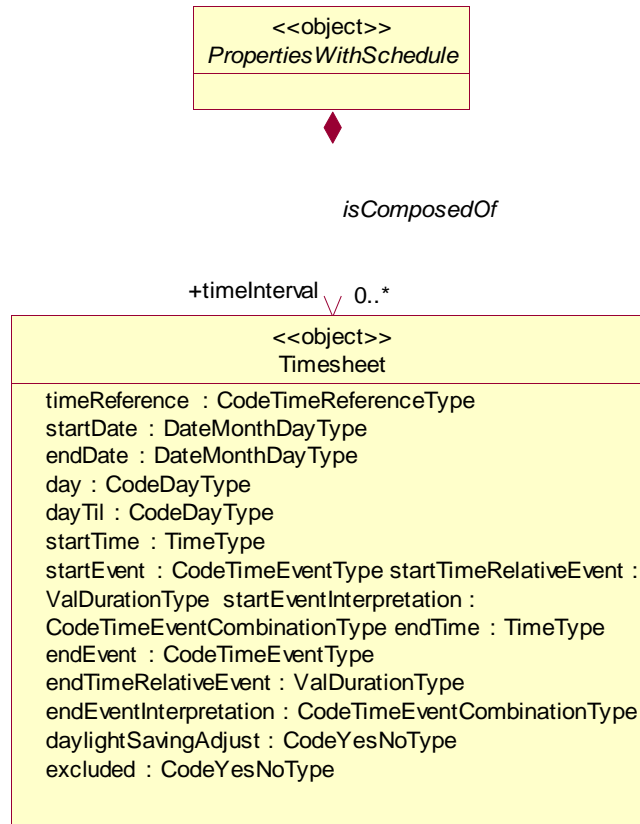 <<object>>
PropertiesWithSchedule
isComposedOf
+timeInterval 0..*
<<object>>
Timesheet
timeReference : CodeTimeReferenceType
startDate : DateMonthDayType
endDate : DateMonthDayType
day : CodeDayType
dayTil : CodeDayType
startTime : TimeType
startEvent : CodeTimeEventType startTimeRelativeEvent :
ValDurationType startEventInterpretation :
CodeTimeEventCombinationType endTime : TimeType
endEvent : CodeTimeEventType
endTimeRelativeEvent : ValDurationType
endEventInterpretation : CodeTimeEventCombinationType
daylightSavingAdjust : CodeYesNoType
excluded : CodeYesNoType